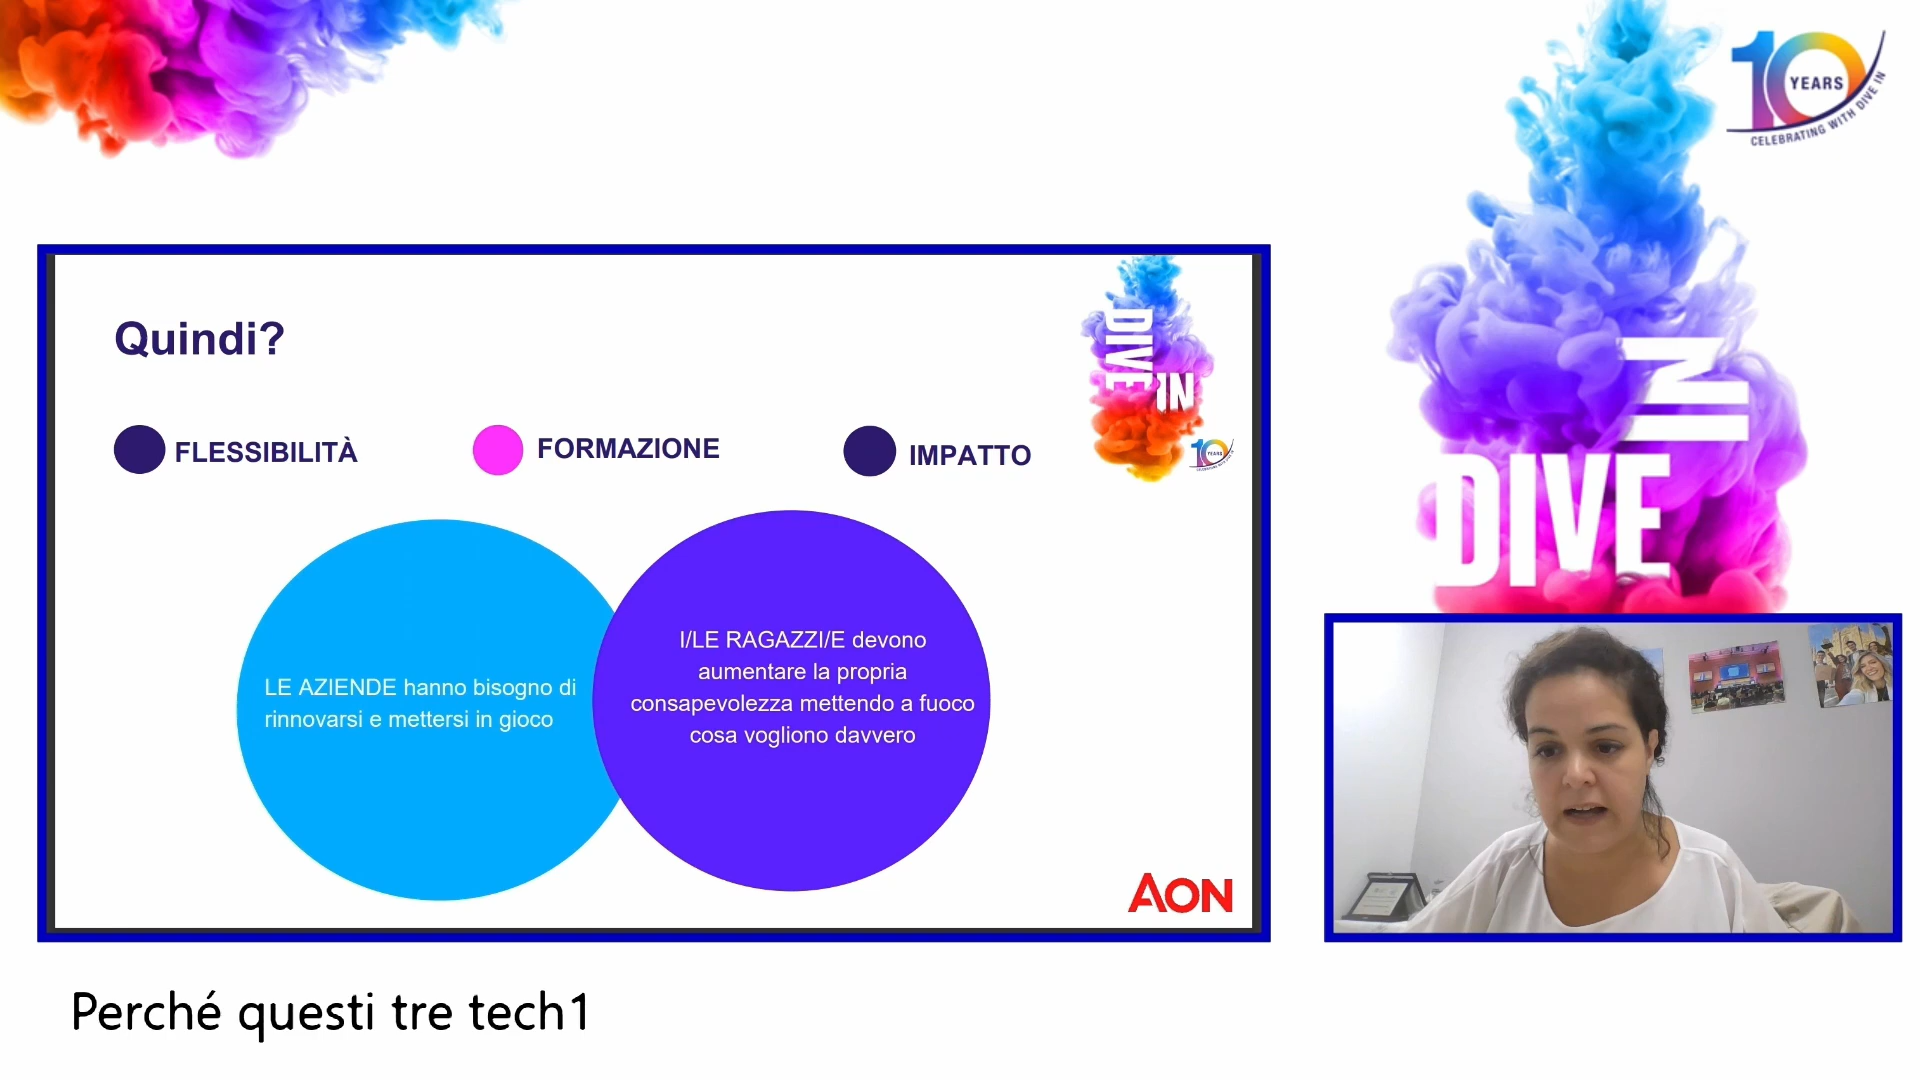 10 YEARS
CELEBRATING WITH DIVE IN
Quindi?
DIVE
IN
10 YEARS
FLESSIBILITÀ
FORMAZIONE
IMPATTO
LE AZIENDE hanno bisogno di
rinnovarsi e mettersi in gioco
I/LE RAGAZZI/E devono
aumentare la propria
consapevolezza mettendo a fuoco
cosa vogliono davvero
AON
IN
DIVE
Perché questi tre tech1